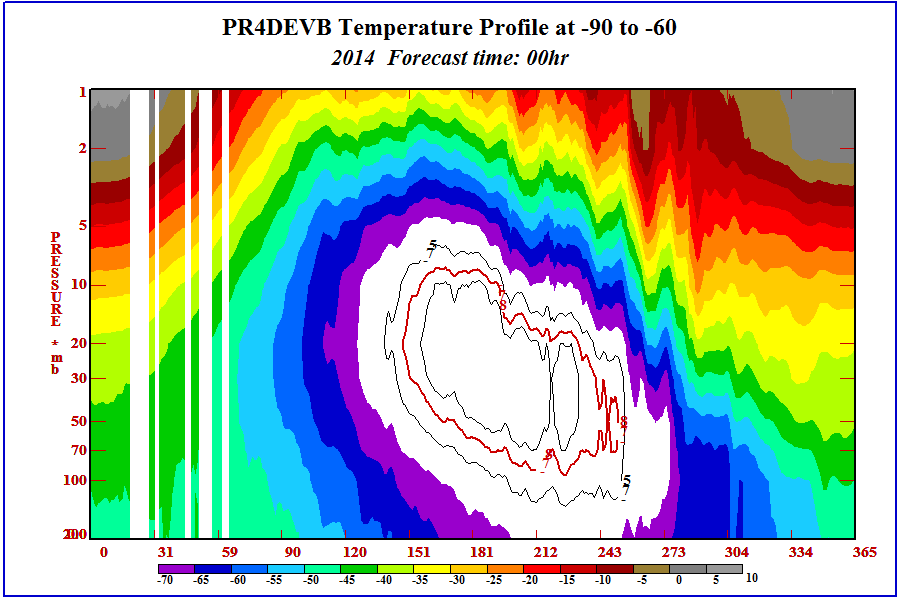 PR4DEVB Temperature Profile at -90 to -60
2014 Forecast time: 00hr
1
2
5
10
20
30
50
70
100
200
PRESSURE * mb
0 31 59 90 120 151 181 212 243 273 304 334 365
-70 -65 -60 -55 -50 -45 -40 -35 -30 -25 -20 -15 -10 -5 0 5 10